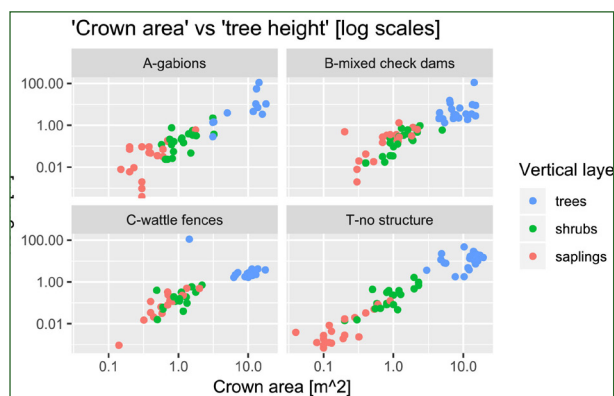 'Crown area' vs 'tree height' [log scales]
A-gabions
B-mixed check dams
100.00
1.00
0.01
Vertical laye
trees
shrubs
saplings
C-wattle fences
T-no structure
100.00
1.00
0.01
0.1 1.0 10.0 0.1 1.0 10.0
Crown area [m^2]